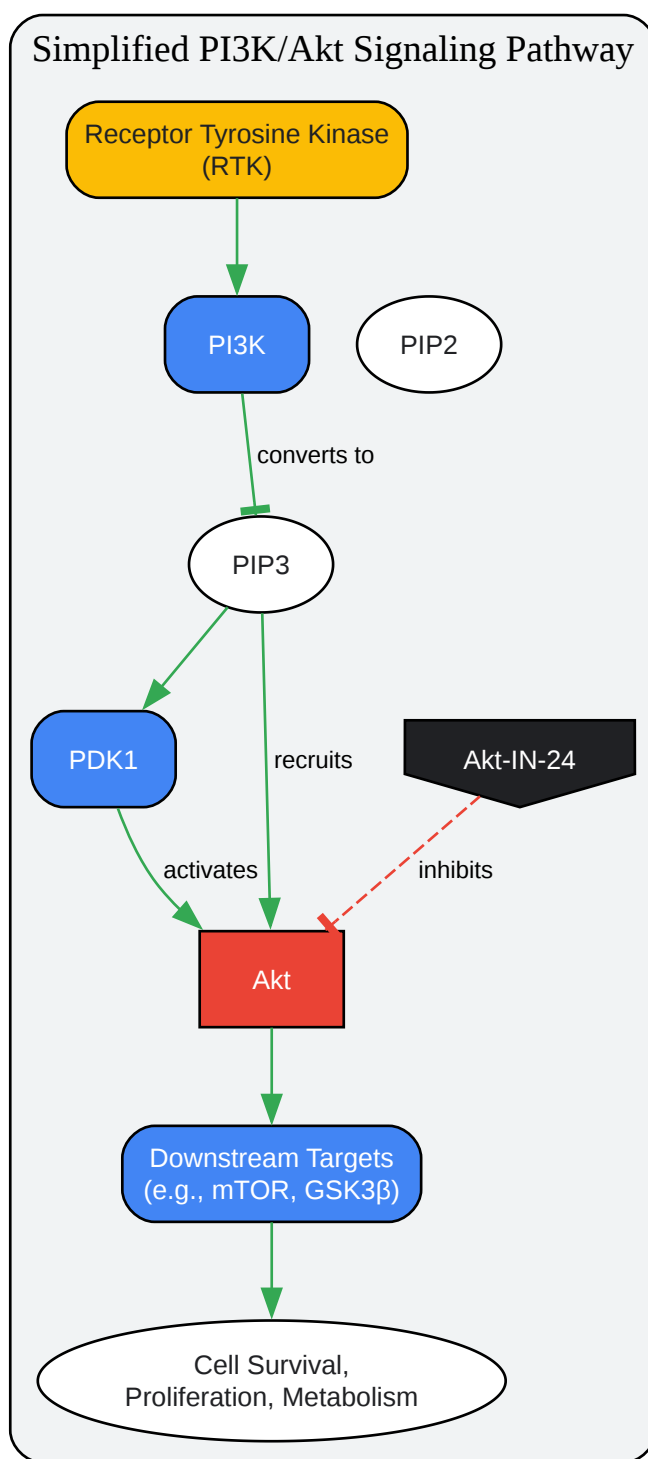 Simplified PI3K/Akt Signaling Pathway
Receptor Tyrosine Kinase
(RTK)
PI3K
PIP2
converts to
PIP3
PDK1
recruits
Akt-IN-24
activates
inhibits
Akt
Downstream Targets
(e.g., mTOR, GSK3β)
Cell Survival,
Proliferation, Metabolism